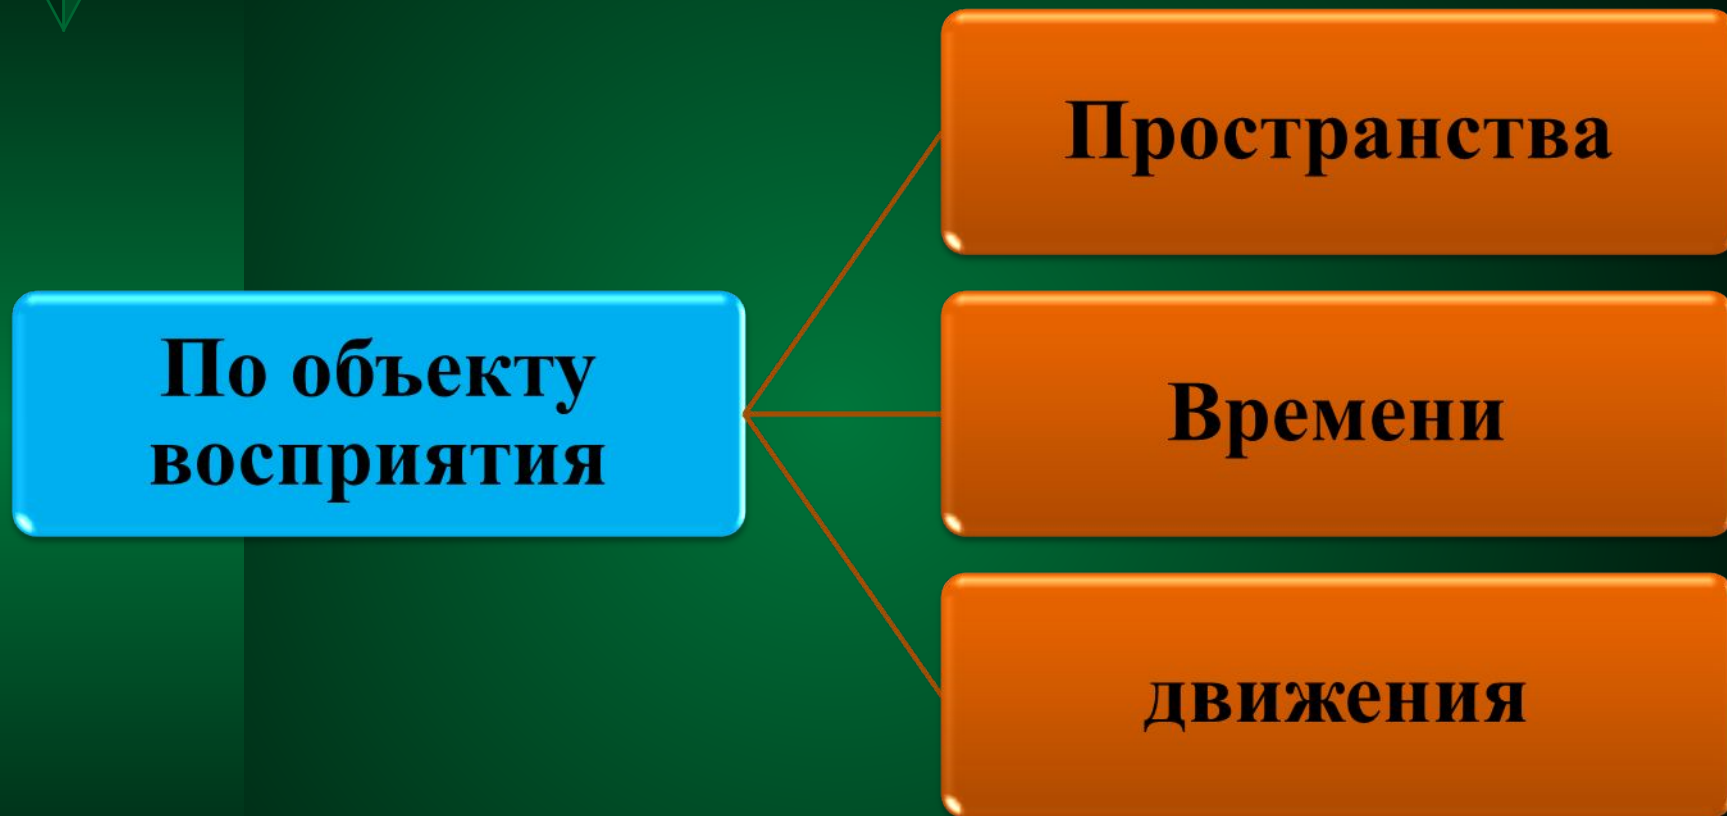 По объекту
восприятия
Пространства
Времени
движения